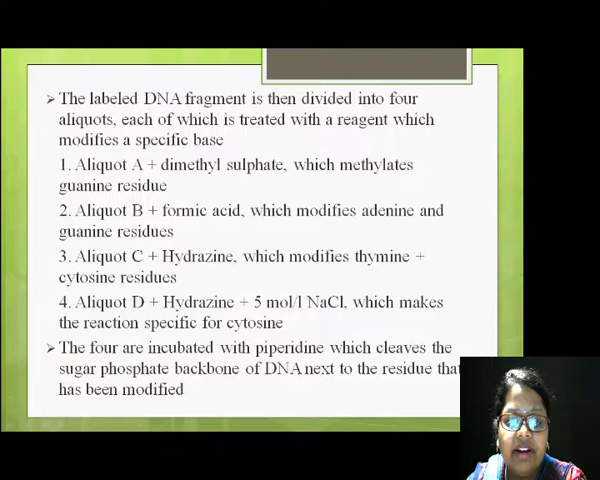 ➢ The labeled DNA fragment is then divided into four
aliquots, each of which is treated with a reagent which
modifies a specific base
1. Aliquot A + dimethyl sulphate, which methylates
guanine residue
2. Aliquot B + formic acid, which modifies adenine and
guanine residues
3. Aliquot C + Hydrazine, which modifies thymine +
cytosine residues
4. Aliquot D + Hydrazine + 5 mol/l NaCl, which makes
the reaction specific for cytosine
➢ The four are incubated with piperidine which cleaves the
sugar phosphate backbone of DNA next to the residue that
has been modified